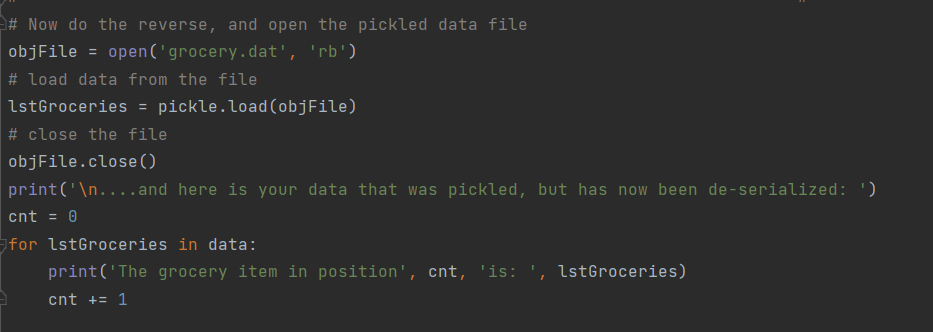 # Now do the reverse, and open the pickled data file
objFile = open('grocery.dat', 'rb')
# load data from the file
lstGroceries = pickle.load(objFile)
# close the file
objFile.close()
print('\n....and here is your data that was pickled, but has now been de-serialized: ')
cnt = 0
for lstGroceries in data:
    print('The grocery item in position', cnt, 'is: ', lstGroceries)
    cnt += 1